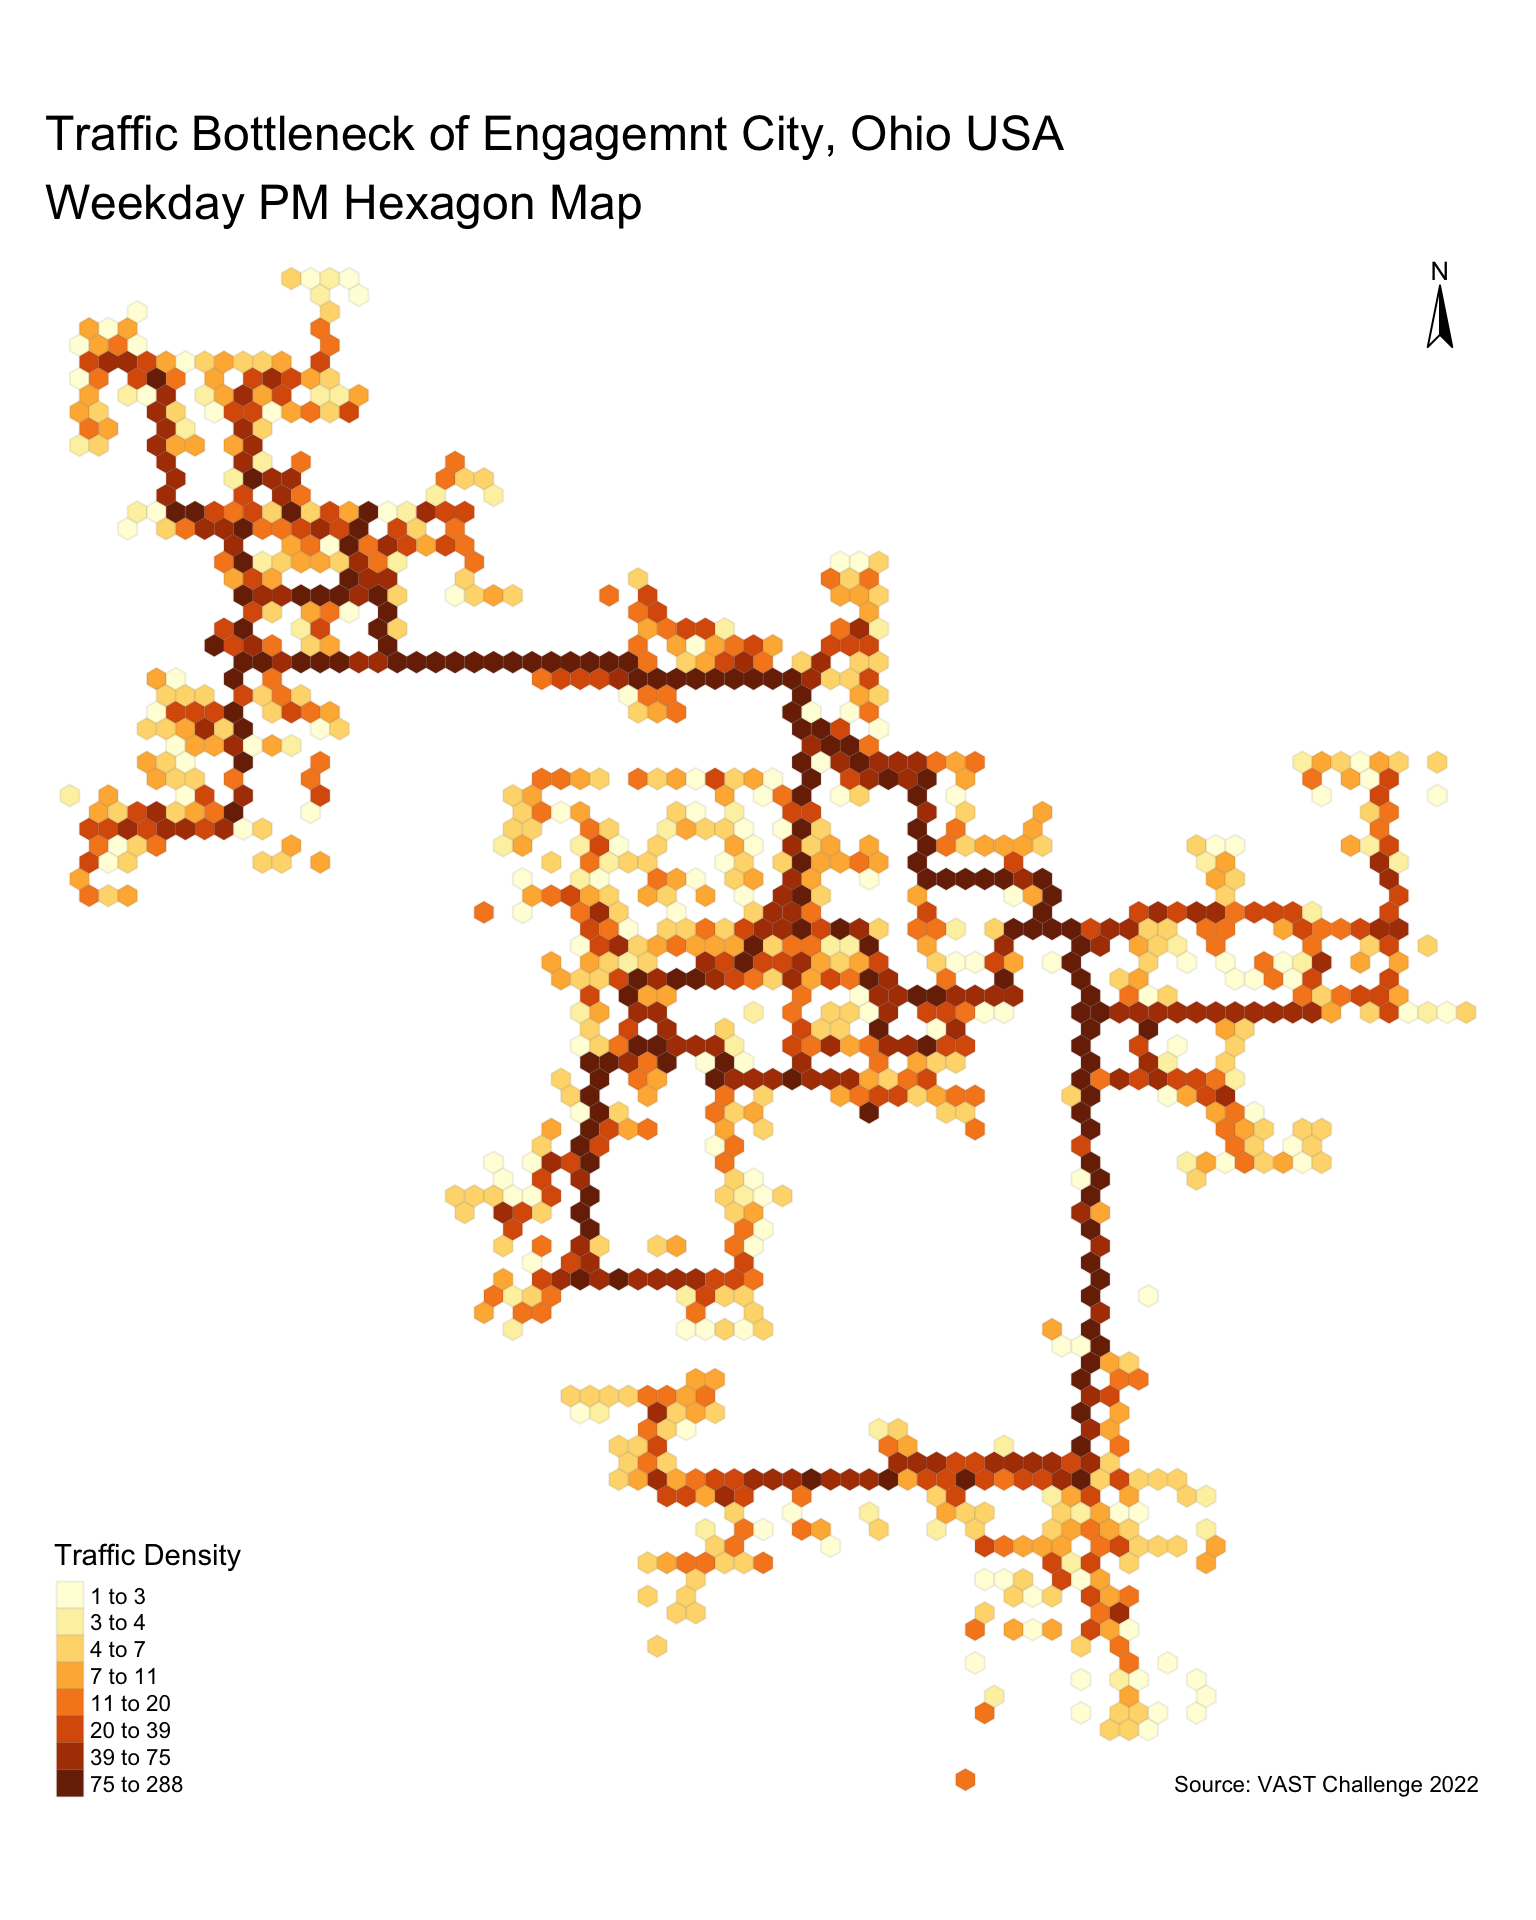 Traffic Bottleneck of Engagemnt City, Ohio USA
Weekday PM Hexagon Map
N
Traffic Density
1 to 3
3 to 4
4 to 7
7 to 11
11 to 20
20 to 39
39 to 75
75 to 288
Source: VAST Challenge 2022